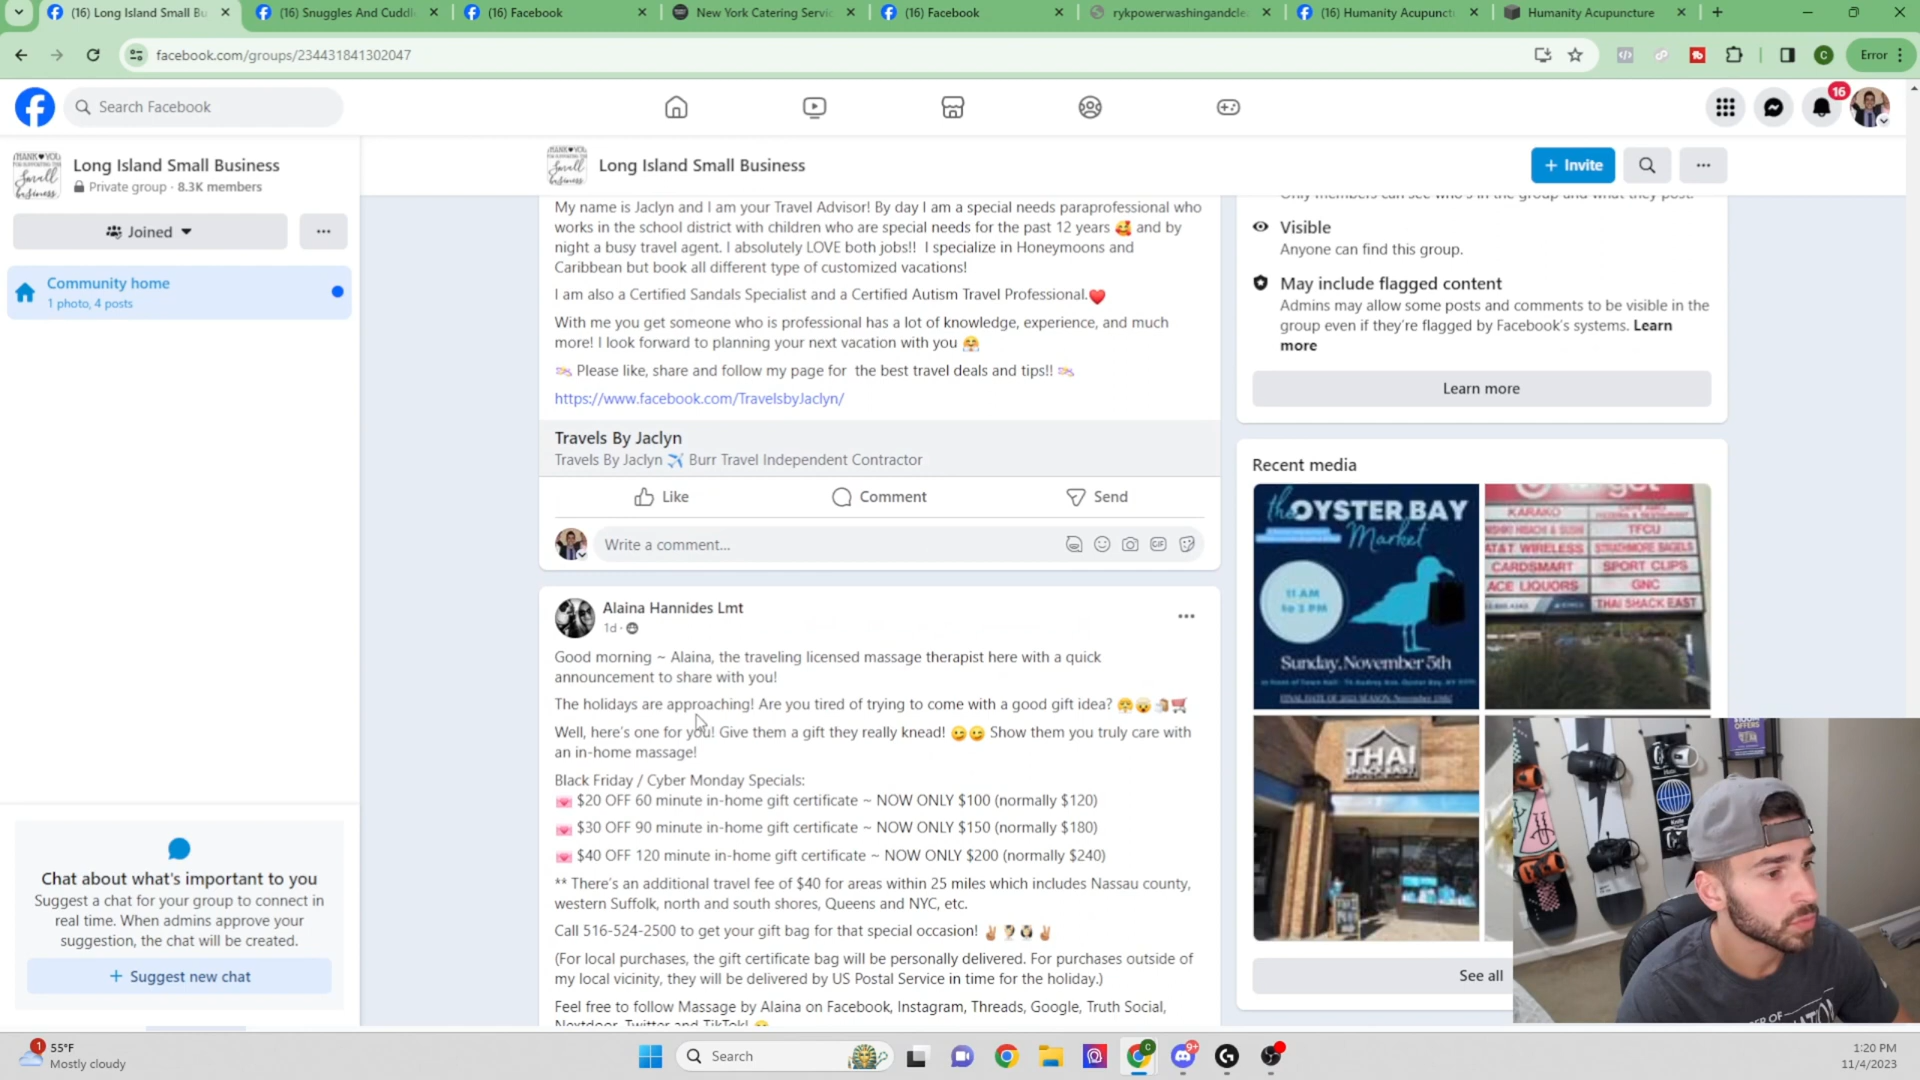 (16) Long Island Small Bu
(16) Snuggles And Cuddl
(16) Facebook
New York Catering Servic
(16) Facebook
rykpowerwashingandclea
(16) Humanity Acupunct
Humanity Acupuncture
facebook.com/groups/234431841302047
Error
Search Facebook
16
Long Island Small Business
Private group · 8.3K members
Joined
Community home
1 photo, 4 posts
Chat about what's important to you
Suggest a chat for your group to connect in
real time. When admins approve your
suggestion, the chat will be created.
+ Suggest new chat
Long Island Small Business
+ Invite
My name is Jaclyn and I am your Travel Advisor! By day I am a special needs paraprofessional who
works in the school district with children who are special needs for the past 12 years 🥰 and by
night a busy travel agent. I absolutely LOVE both jobs!! I specialize in Honeymoons and
Caribbean but book all different type of customized vacations!
I am also a Certified Sandals Specialist and a Certified Autism Travel Professional.❤️
With me you get someone who is professional has a lot of knowledge, experience, and much
more! I look forward to planning your next vacation with you 🤗
Please like, share and follow my page for the best travel deals and tips!!
https://www.facebook.com/TravelsbyJaclyn/
Travels By Jaclyn
Travels By Jaclyn ✈️ Burr Travel Independent Contractor
Like
Comment
Send
Write a comment...
Alaina Hannides Lmt
1d ·
Good morning ~ Alaina, the traveling licensed massage therapist here with a quick
announcement to share with you!
The holidays are approaching! Are you tired of trying to come with a good gift idea?
Well, here's one for you! Give them a gift they really knead! Show them you truly care with
an in-home massage!
Black Friday / Cyber Monday Specials:
$20 OFF 60 minute in-home gift certificate ~ NOW ONLY $100 (normally $120)
$30 OFF 90 minute in-home gift certificate ~ NOW ONLY $150 (normally $180)
$40 OFF 120 minute in-home gift certificate ~ NOW ONLY $200 (normally $240)
** There's an additional travel fee of $40 for areas within 25 miles which includes Nassau county,
western Suffolk, north and south shores, Queens and NYC, etc.
Call 516-524-2500 to get your gift bag for that special occasion!
(For local purchases, the gift certificate bag will be personally delivered. For purchases outside of
my local vicinity, they will be delivered by US Postal Service in time for the holiday.)
Feel free to follow Massage by Alaina on Facebook, Instagram, Threads, Google, Truth Social,
Nextdoor, Twitter and TikTok!
Only members can see who's in the group and what they post.
Visible
Anyone can find this group.
May include flagged content
Admins may allow some posts and comments to be visible in the
group even if they're flagged by Facebook's systems. Learn
more
Learn more
Recent media
the OYSTER BAY
Market
11 AM
to 3 PM
Sunday, November 5th
KARAKO
TFCU
AT&T WIRELESS
STRATHMORE BAGELS
CARDSMART
SPORT CLIPS
ACE LIQUORS
GNC
THAI SHACK EAST
THAI
See all
1
55°F
Mostly cloudy
Search
9+
1:20 PM
11/4/2023